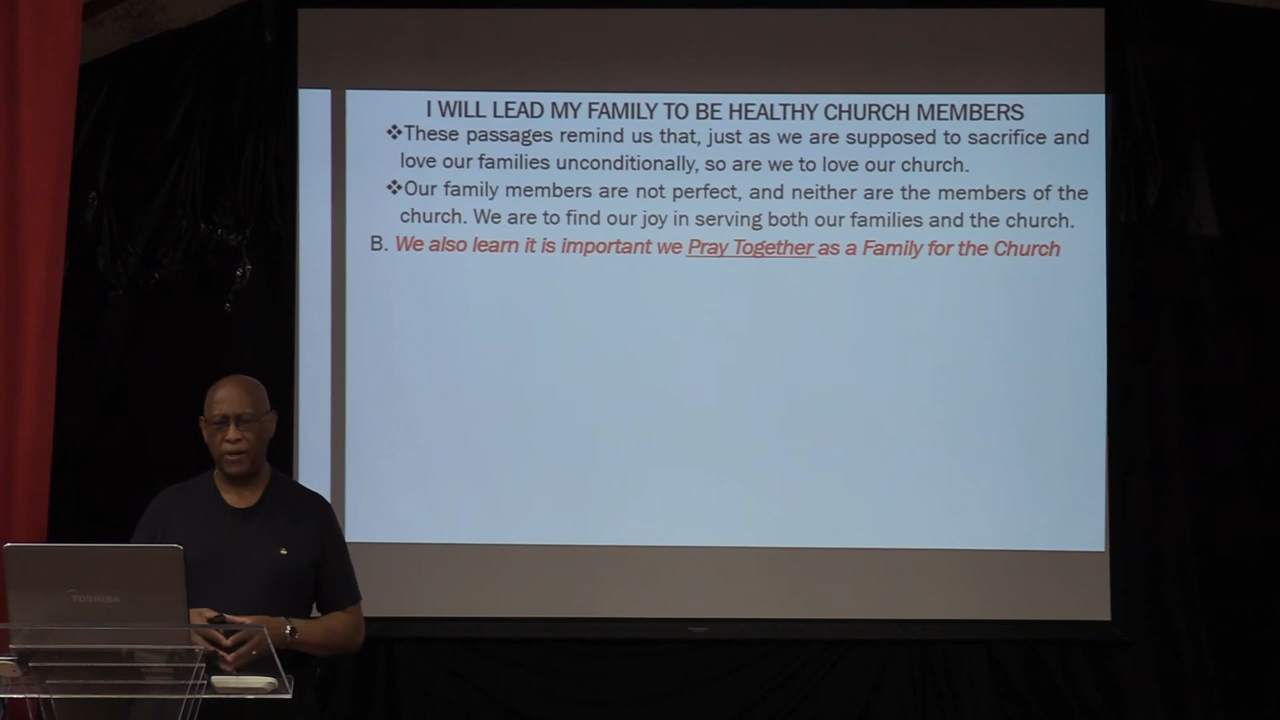 I WILL LEAD MY FAMILY TO BE HEALTHY CHURCH MEMBERS
❖These passages remind us that, just as we are supposed to sacrifice and
love our families unconditionally, so are we to love our church.
❖Our family members are not perfect, and neither are the members of the
church. We are to find our joy in serving both our families and the church.
B. We also learn it is important we Pray Together as a Family for the Church
TOSHIBA